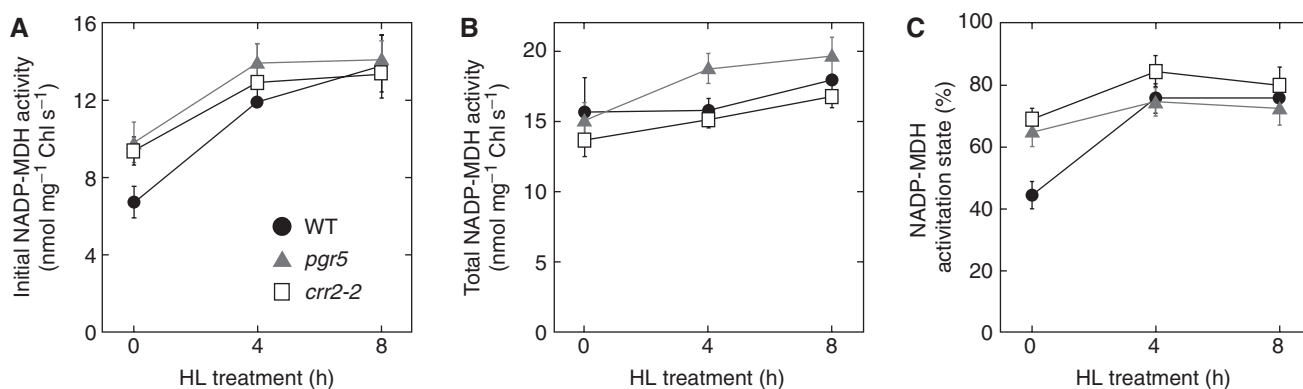 A
Initial NADP-MDH activity
(nmol mg⁻¹ Chl s⁻¹)
16
12
8
4
0
WT
pgr5
crr2-2
0
4
8
HL treatment (h)
B
Total NADP-MDH activity
(nmol mg⁻¹ Chl s⁻¹)
20
15
10
5
0
0
4
8
HL treatment (h)
C
NADP-MDH
activitation state (%)
100
80
60
40
20
0
0
4
8
HL treatment (h)